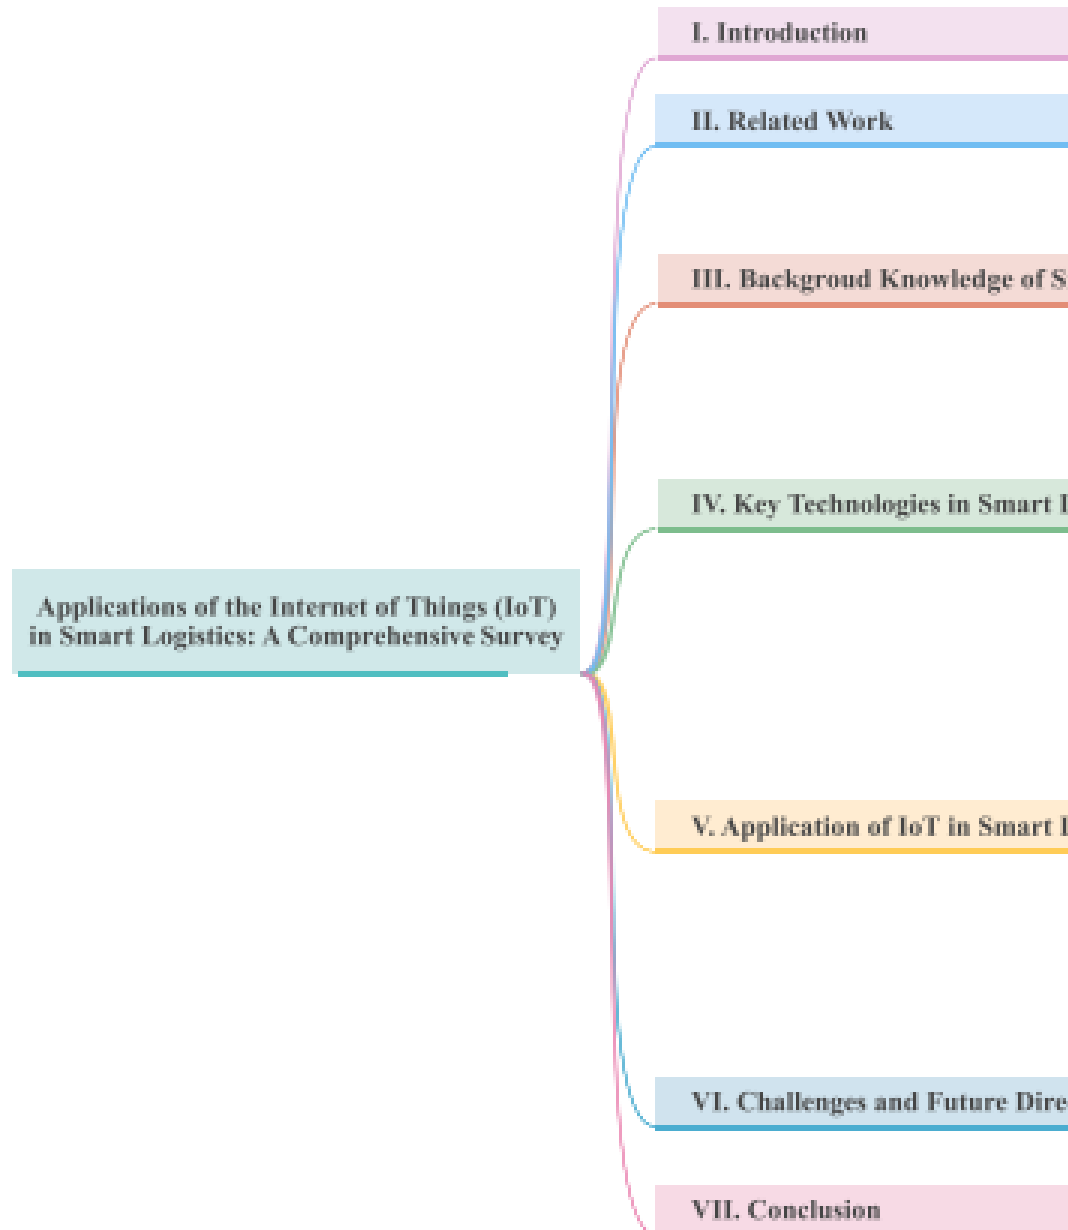 I. Introduction
II. Related Work
III. Backgroud Knowledge of S
IV. Key Technologies in Smart
Applications of the Internet of Things (IoT)
in Smart Logistics: A Comprehensive Survey
V. Application of IoT in Smart
VI. Challenges and Future Dire
VII. Conclusion